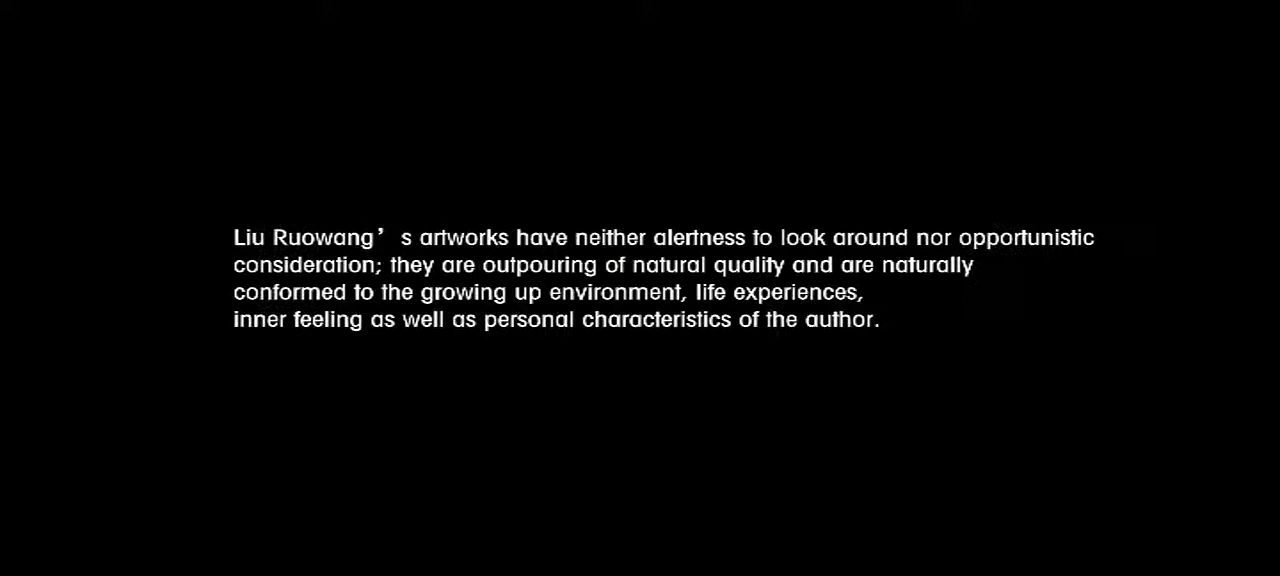 Liu Ruowang’ s artworks have neither alertness to look around nor opportunistic
consideration; they are outpouring of natural quality and are naturally
conformed to the growing up environment, life experiences,
inner feeling as well as personal characteristics of the author.